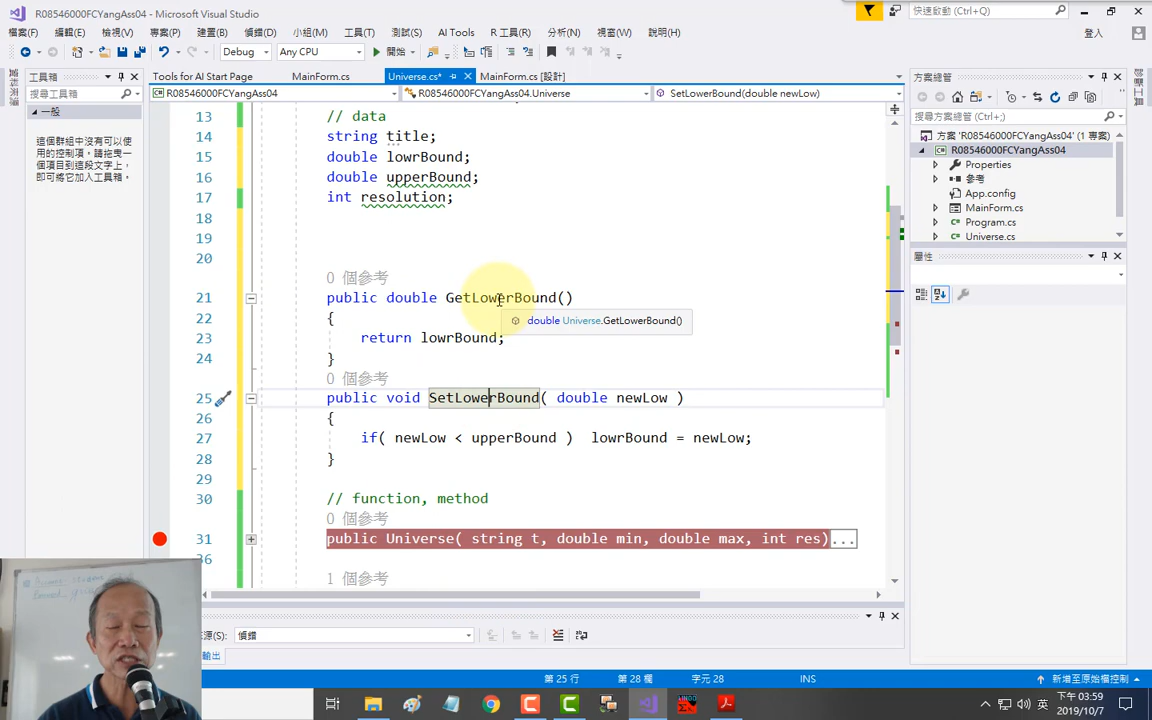 R08546000FCYangAss04 - Microsoft Visual Studio
快速啟動 (Ctrl+Q)
檔案(F) 編輯(E) 檢視(V) 專案(P) 建置(B) 偵錯(D) 小組(M) 工具(T) 測試(S) AI Tools R 工具(R) 分析(N) 視窗(W) 說明(H) 登入
Debug Any CPU 開始
工具箱
Tools for AI Start Page MainForm.cs Universe.cs* MainForm.cs [設計]
方案總管
搜尋工具箱
R08546000FCYangAss04 R08546000FCYangAss04.Universe SetLowerBound(double newLow)
一般
這個群組中沒有可以使
用的控制項。請拖曳一
個項目到這段文字上，
即可將它加入工具箱。
13 // data
14 string title;
15 double lowrBound;
16 double upperBound;
17 int resolution;
18
19
20
0 個參考
21 public double GetLowerBound()
22 {
double Universe.GetLowerBound()
23 return lowrBound;
24 }
0 個參考
25 public void SetLowerBound( double newLow )
26 {
27 if( newLow < upperBound ) lowrBound = newLow;
28 }
29
30 // function, method
0 個參考
31 public Universe( string t, double min, double max, int res)...
36
1 個參考
搜尋方案總管 (Ctrl+;)
方案 'R08546000FCYangAss04' (1 專案)
R08546000FCYangAss04
Properties
參考
App.config
MainForm.cs
Program.cs
Universe.cs
屬性
源(S): 偵錯
輸出
第 25 行 第 28 欄 字元 28 INS 新增至原始檔控制
英
下午 03:59
2019/10/7